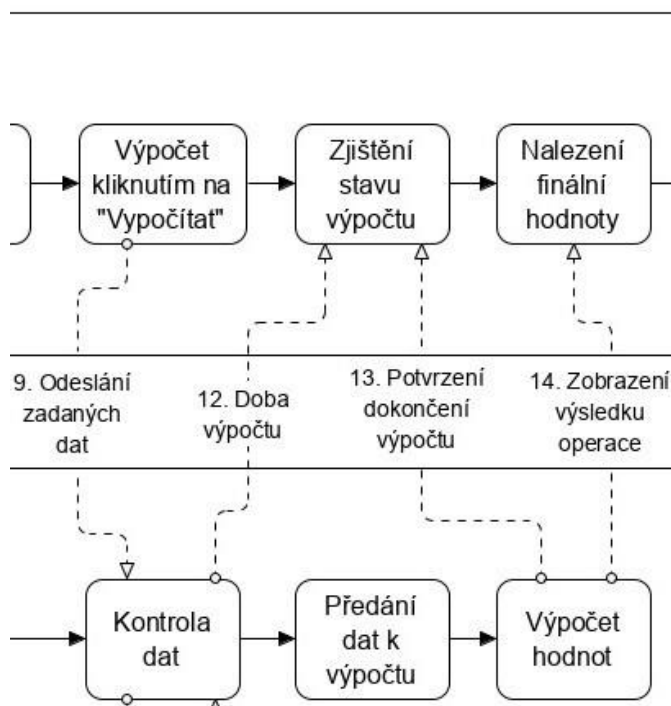 Výpočet
kliknutím na
"Vypočítat"
Zjištění
stavu
výpočtu
Nalezení
finální
hodnoty
9. Odeslání
zadaných
dat
12. Doba
výpočtu
13. Potvrzení
dokončení
výpočtu
14. Zobrazení
výsledku
operace
Kontrola
dat
Předání
dat k
výpočtu
Výpočet
hodnot